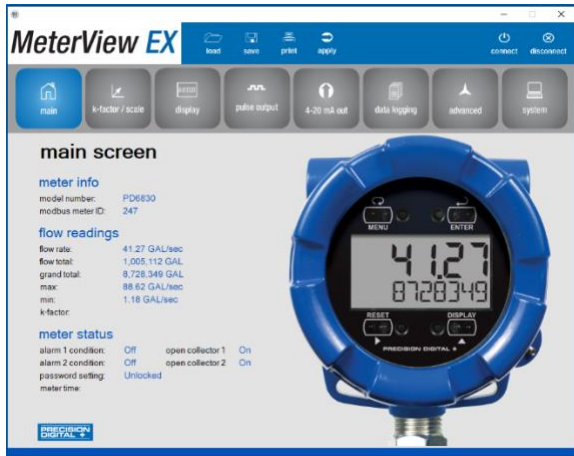 MeterView EX
load save print apply connect disconnect
main k-factor / scale display pulse output 4-20 mA out data logging advanced system
main screen
meter info
model number: PD6830
modbus meter ID: 247
flow readings
flow rate: 41.27 GAL/sec
flow total: 1,005,112 GAL
grand total: 8,728,349 GAL
max: 88.62 GAL/sec
min: 1.18 GAL/sec
k-factor:
meter status
alarm 1 condition: Off open collector 1 On
alarm 2 condition: Off open collector 2 On
password setting: Unlocked
meter time:
PRECISION
DIGITAL
MENU ENTER
41.27
8728349
RESET DISPLAY
PRECISION DIGITAL